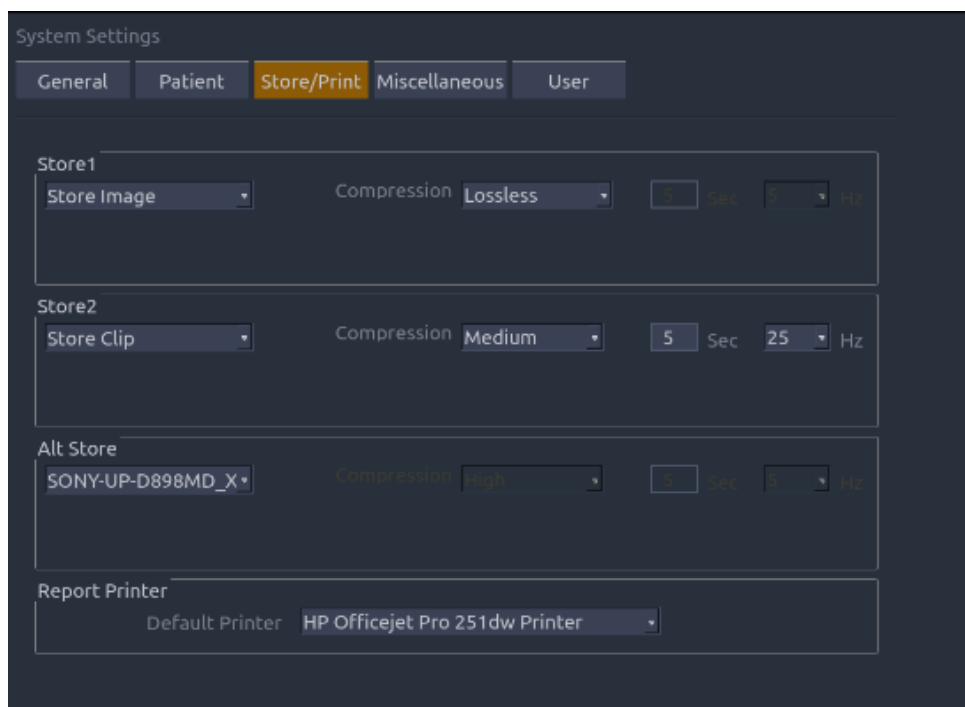 System Settings
General Patient Store/Print Miscellaneous User
Store1
Store Image Compression Lossless 5 Sec 5 Hz
Store2
Store Clip Compression Medium 5 Sec 25 Hz
Alt Store
SONY-UP-D898MD_X Compression High 5 Sec 5 Hz
Report Printer
Default Printer HP Officejet Pro 251dw Printer